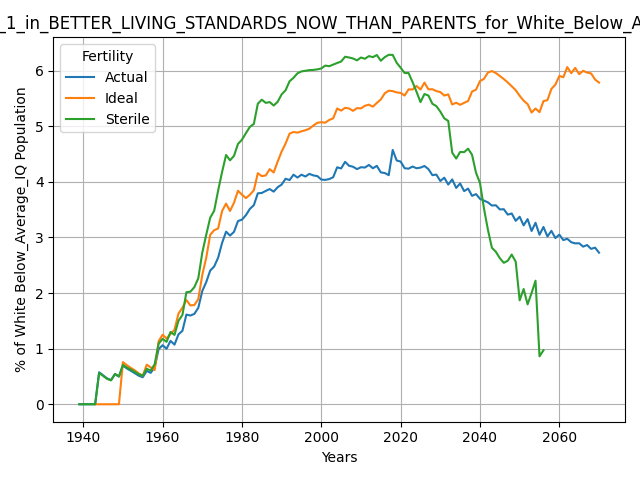 _1_in_BETTER_LIVING_STANDARDS_NOW_THAN_PARENTS_for_White_Below_A
Fertility
Actual
Ideal
Sterile
% of White Below_Average_IQ Population
6
5
4
3
2
1
0
1940 1960 1980 2000 2020 2040 2060
Years